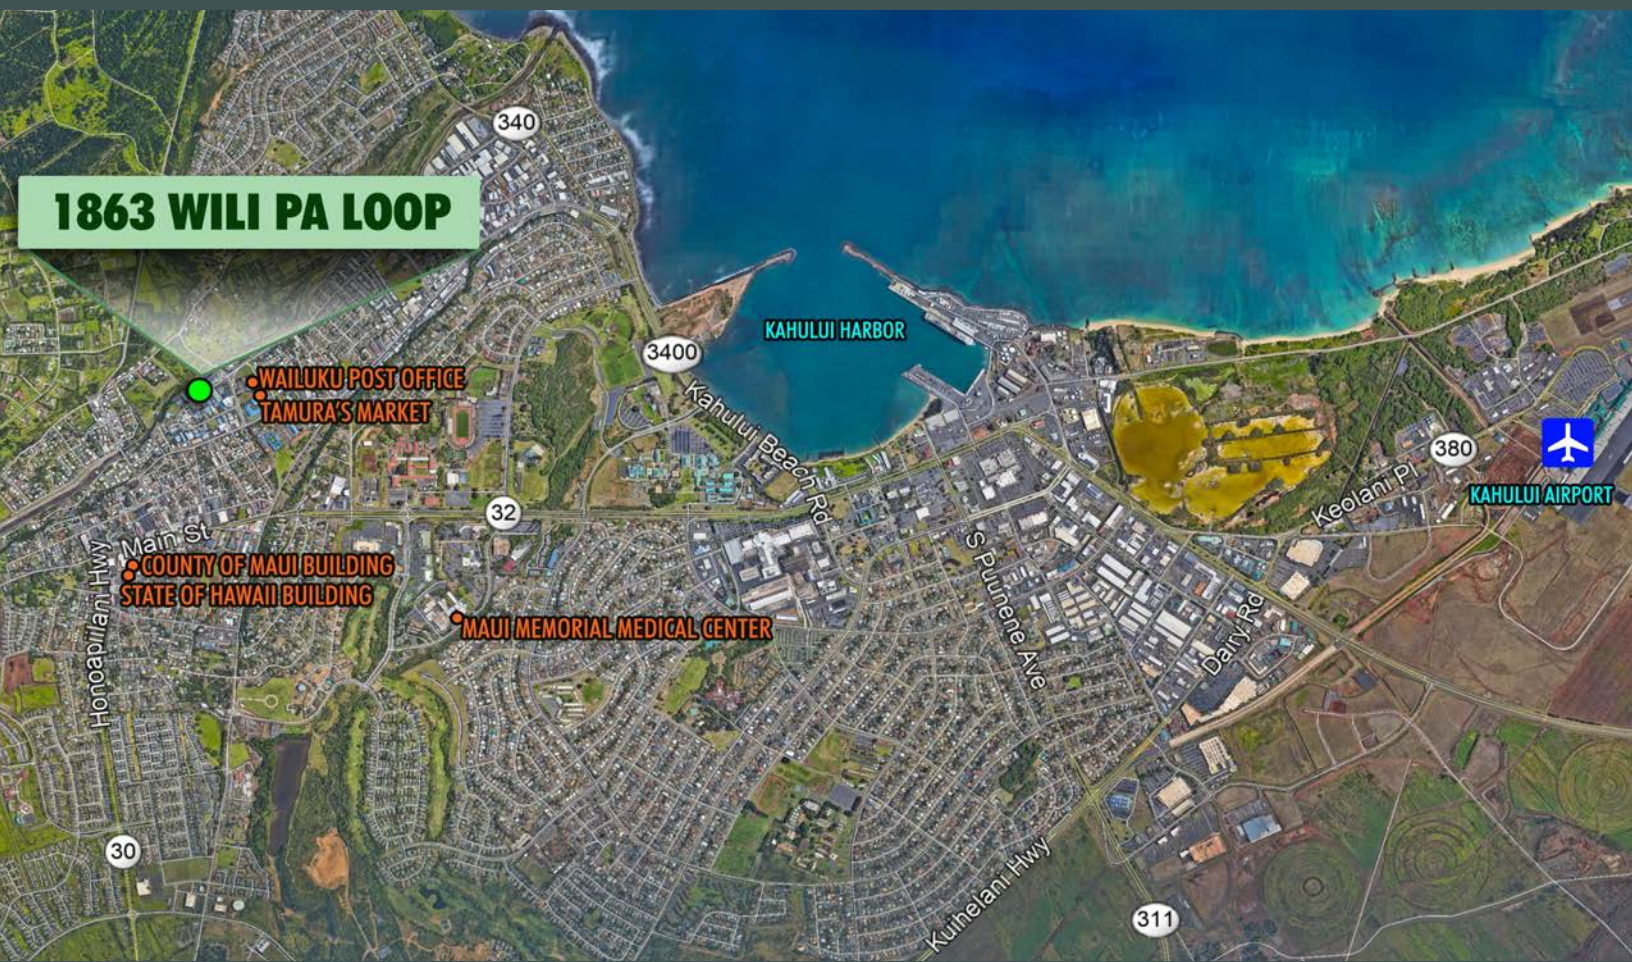 340
1863 WILI PA LOOP
KAHULUI HARBOR
3400
WAILUKU POST OFFICE
TAMURA'S MARKET
Kahului Beach Rd
380
Keolani Pl
KAHULUI AIRPORT
32
Main St
S Puunene Ave
COUNTY OF MAUI BUILDING
STATE OF HAWAII BUILDING
Honoapiilani Hwy
MAUI MEMORIAL MEDICAL CENTER
Dairy Rd
30
Kuihelani Hwy
311